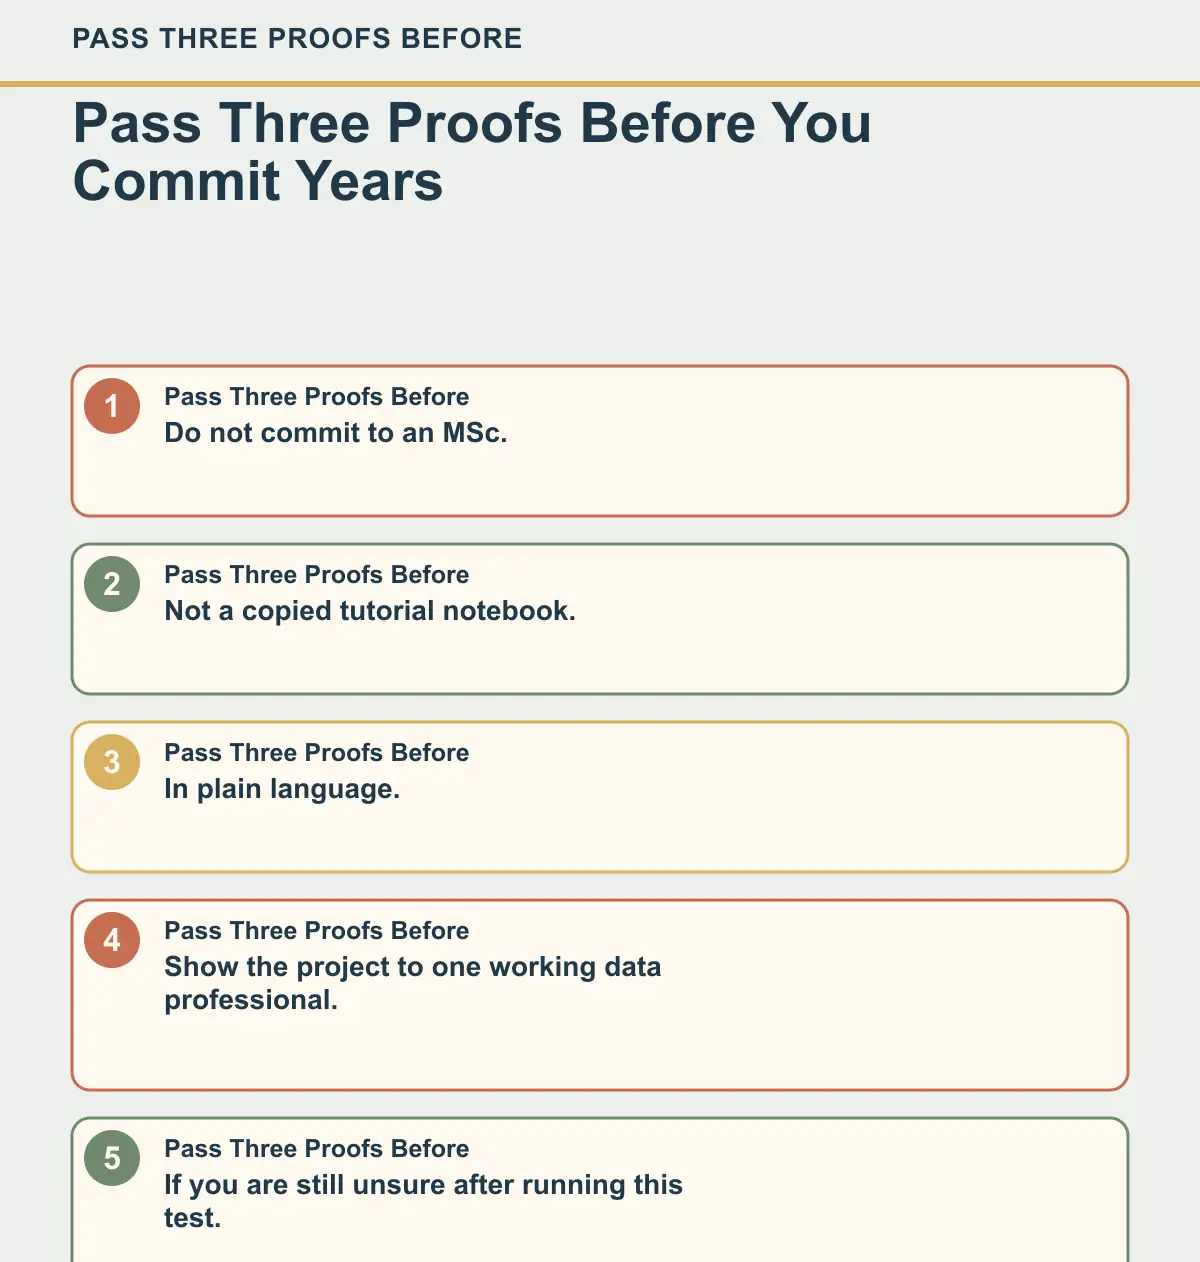 PASS THREE PROOFS BEFORE
Pass Three Proofs Before You
Commit Years
1
Pass Three Proofs Before
Do not commit to an MSc.
2
Pass Three Proofs Before
Not a copied tutorial notebook.
3
Pass Three Proofs Before
In plain language.
4
Pass Three Proofs Before
Show the project to one working data
professional.
5
Pass Three Proofs Before
If you are still unsure after running this
test.